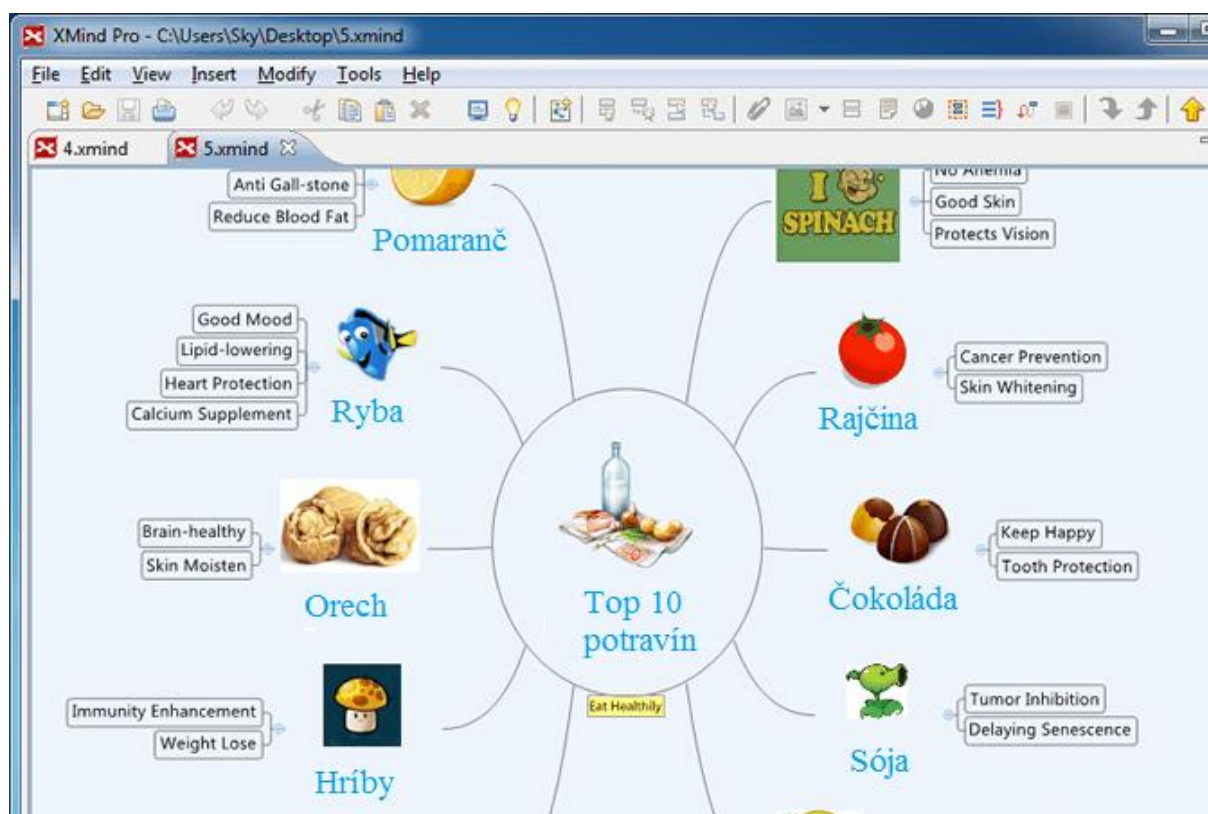 XMind Pro - C:\Users\Sky\Desktop\5.xmind
File Edit View Insert Modify Tools Help
4.xmind
5.xmind
Anti Gall-stone
Reduce Blood Fat
Pomaranč
I
SPINACH
No Anemia
Good Skin
Protects Vision
Good Mood
Lipid-lowering
Heart Protection
Calcium Supplement
Ryba
Rajčina
Cancer Prevention
Skin Whitening
Brain-healthy
Skin Moisten
Orech
Top 10
potravín
Eat Healthily
Čokoláda
Keep Happy
Tooth Protection
Immunity Enhancement
Weight Lose
Hríby
Sója
Tumor Inhibition
Delaying Senescence